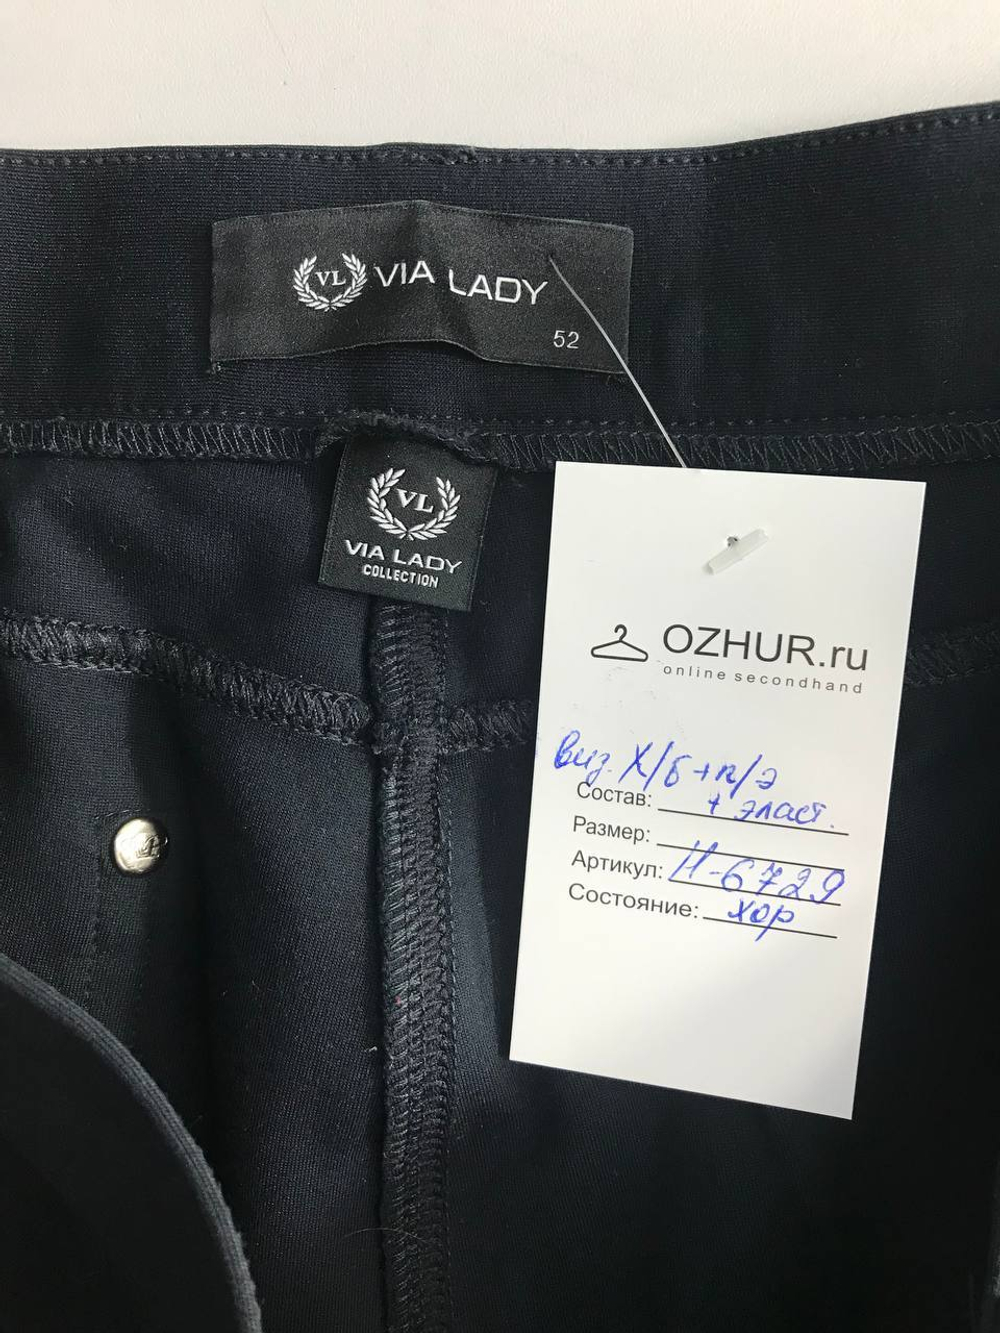 VL VIA LADY
52
VL
VIA LADY
COLLECTION
OZHUR.ru
online secondhand
виз. х/б + п/э
Состав: + эласт.
Размер:
Артикул: Н-6729
Состояние: хор